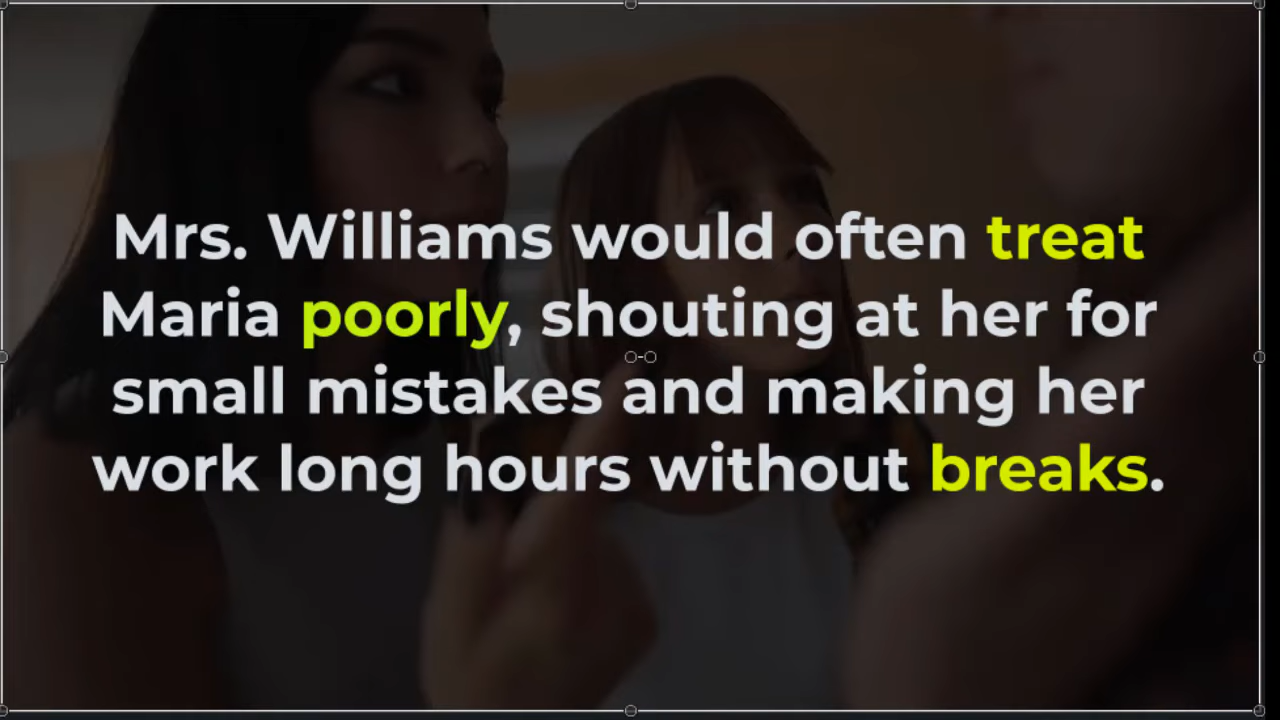 Mrs. Williams would often treat
Maria poorly, shouting at her for
small mistakes and making her
work long hours without breaks.